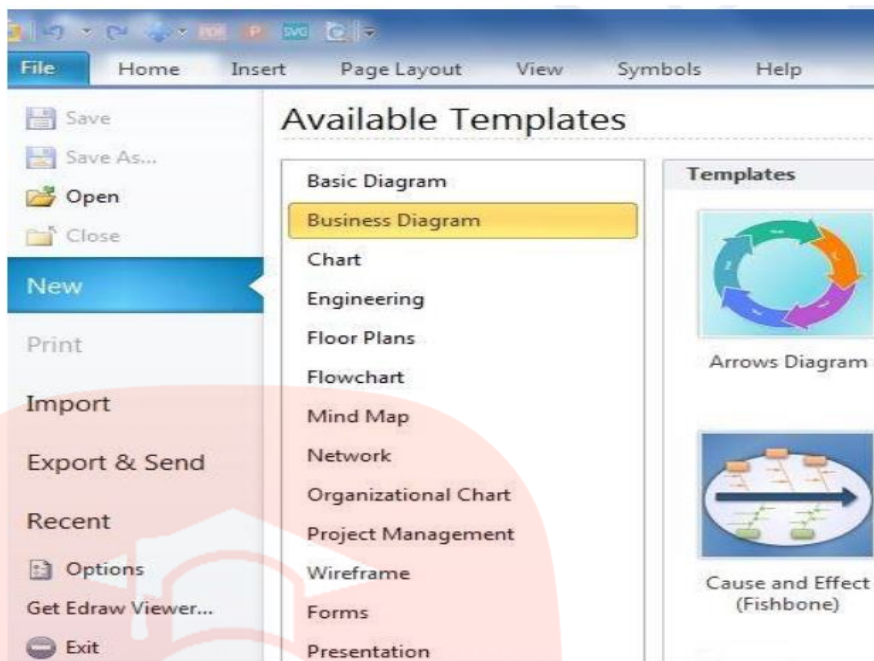 PDF P SVG
File Home Insert Page Layout View Symbols Help
Save
Save As...
Open
Close
New
Print
Import
Export & Send
Recent
Options
Get Edraw Viewer...
Exit
Available Templates
Basic Diagram
Business Diagram
Chart
Engineering
Floor Plans
Flowchart
Mind Map
Network
Organizational Chart
Project Management
Wireframe
Forms
Presentation
Templates
Arrows Diagram
Cause and Effect
(Fishbone)